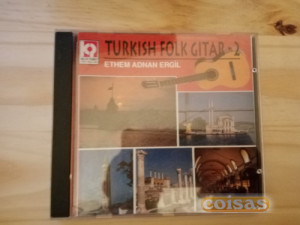 TURKISH FOLK GITAR - 2
ETHEM ADNAN ERGİL
coisas